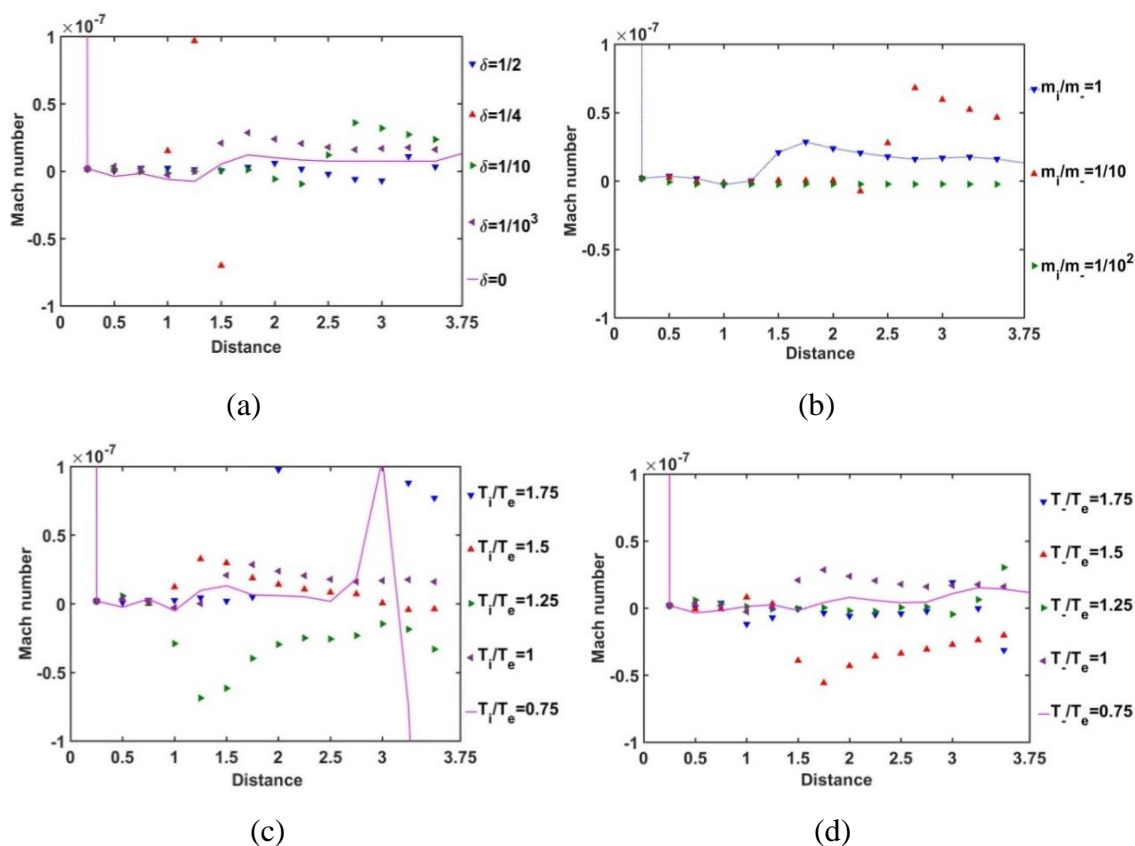 ×10⁻⁷
1
0.5
0
-0.5
-1
Mach number
0 0.5 1 1.5 2 2.5 3 3.75
Distance
δ=1/2
δ=1/4
δ=1/10
δ=1/10³
δ=0
(a)
×10⁻⁷
1
0.5
0
-0.5
-1
Mach number
0 0.5 1 1.5 2 2.5 3 3.75
Distance
mᵢ/m₋=1
mᵢ/m₋=1/10
mᵢ/m₋=1/10²
(b)
×10⁻⁷
1
0.5
0
-0.5
-1
Mach number
0 0.5 1 1.5 2 2.5 3 3.75
Distance
Tᵢ/Tₑ=1.75
Tᵢ/Tₑ=1.5
Tᵢ/Tₑ=1.25
Tᵢ/Tₑ=1
Tᵢ/Tₑ=0.75
(c)
×10⁻⁷
1
0.5
0
-0.5
-1
Mach number
0 0.5 1 1.5 2 2.5 3 3.75
Distance
T₋/Tₑ=1.75
T₋/Tₑ=1.5
T₋/Tₑ=1.25
T₋/Tₑ=1
T₋/Tₑ=0.75
(d)